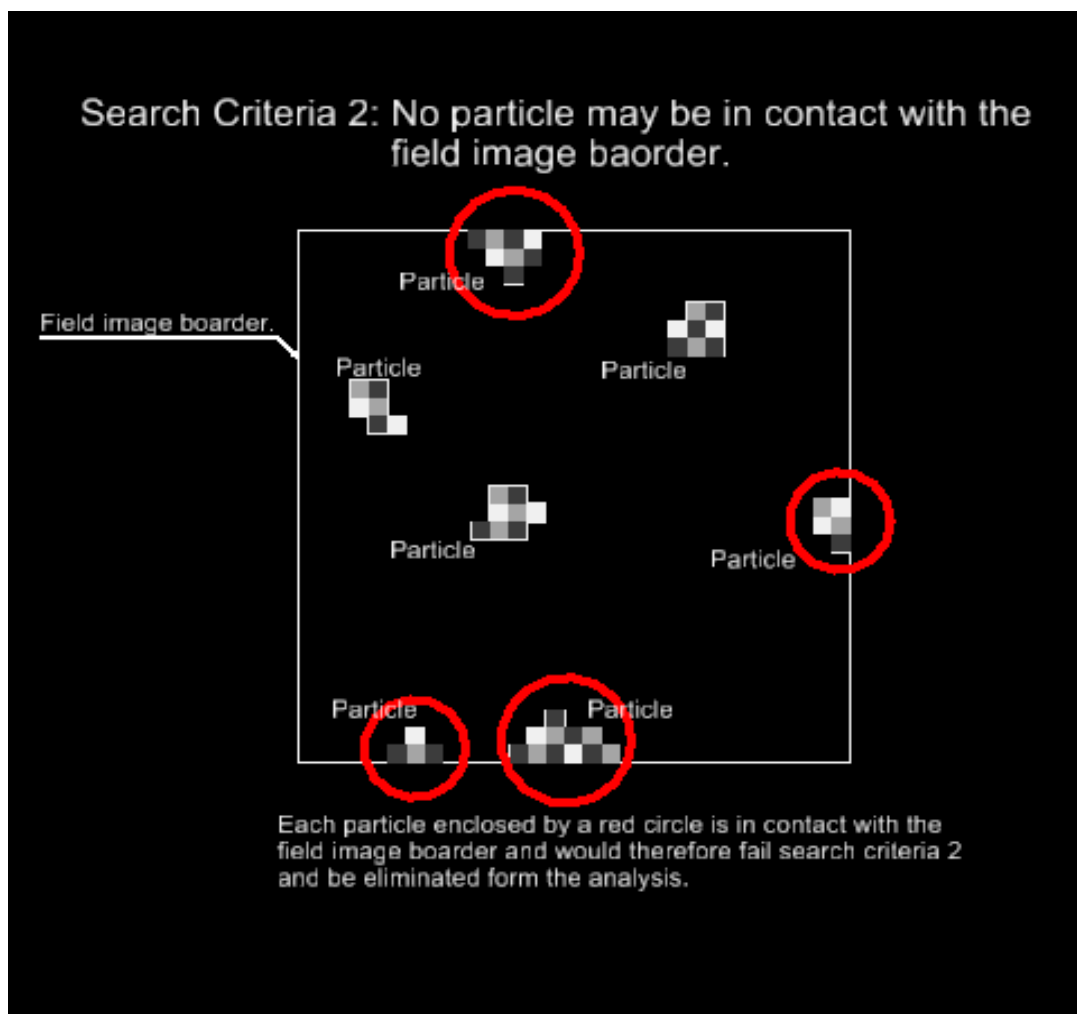 Search Criteria 2: No particle may be in contact with the
field image baorder.
Particle
Field image boarder.
Particle
Particle
Particle
Particle
Particle
Particle
Each particle enclosed by a red circle is in contact with the
field image boarder and would therefore fail search criteria 2
and be eliminated form the analysis.